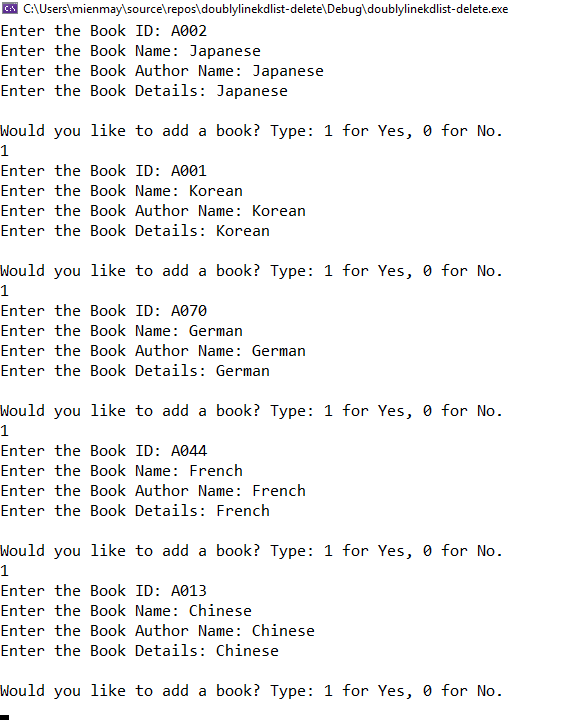 C:\Users\mienmay\source\repos\doublylinekdlist-delete\Debug\doublylinekdlist-delete.exe
Enter the Book ID: A002
Enter the Book Name: Japanese
Enter the Book Author Name: Japanese
Enter the Book Details: Japanese
Would you like to add a book? Type: 1 for Yes, 0 for No.
1
Enter the Book ID: A001
Enter the Book Name: Korean
Enter the Book Author Name: Korean
Enter the Book Details: Korean
Would you like to add a book? Type: 1 for Yes, 0 for No.
1
Enter the Book ID: A070
Enter the Book Name: German
Enter the Book Author Name: German
Enter the Book Details: German
Would you like to add a book? Type: 1 for Yes, 0 for No.
1
Enter the Book ID: A044
Enter the Book Name: French
Enter the Book Author Name: French
Enter the Book Details: French
Would you like to add a book? Type: 1 for Yes, 0 for No.
1
Enter the Book ID: A013
Enter the Book Name: Chinese
Enter the Book Author Name: Chinese
Enter the Book Details: Chinese
Would you like to add a book? Type: 1 for Yes, 0 for No.